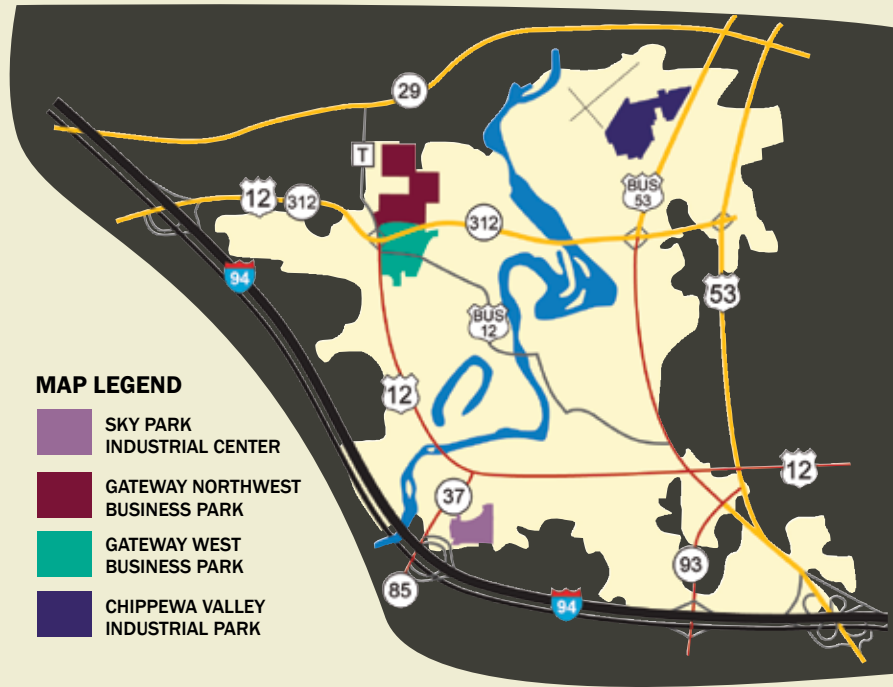 29
T
12
312
BUS
53
312
94
53
BUS
12
12
MAP LEGEND
SKY PARK
INDUSTRIAL CENTER
GATEWAY NORTHWEST
BUSINESS PARK
GATEWAY WEST
BUSINESS PARK
CHIPPEWA VALLEY
INDUSTRIAL PARK
12
37
93
85
94